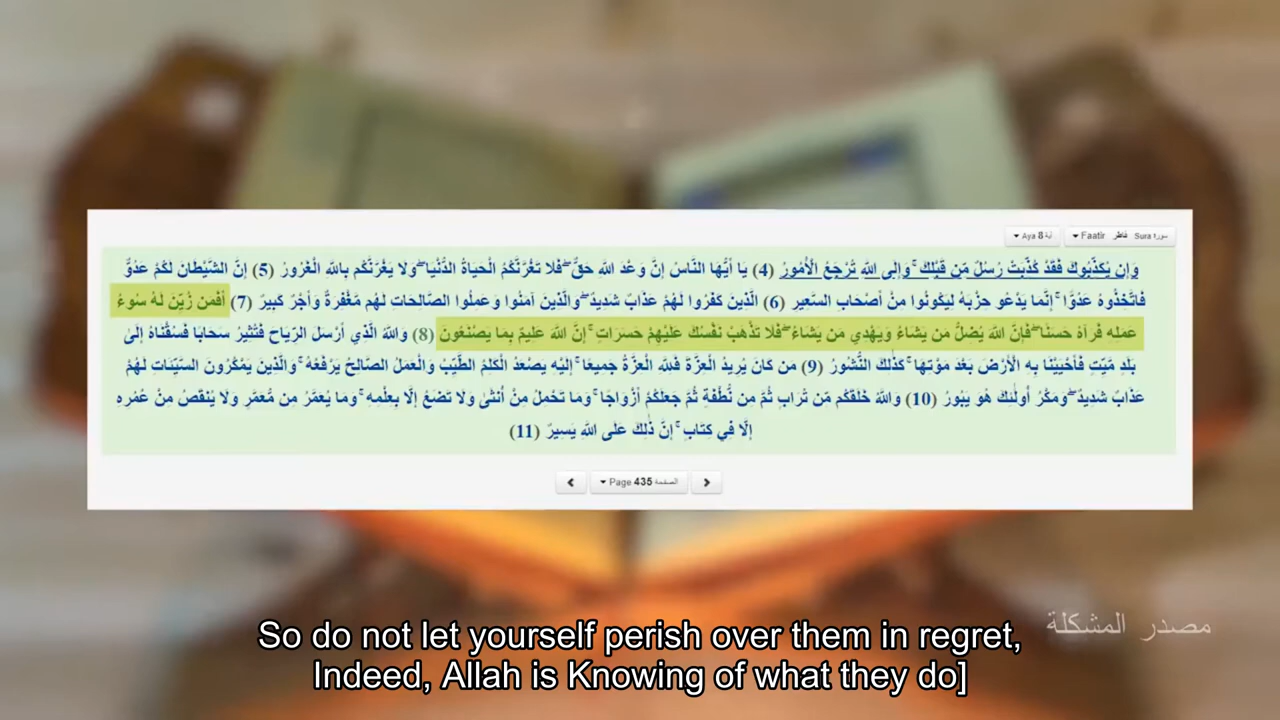 سورة Sura فاطر Faatir آية Aya 8
وَإِن يُكَذِّبُوكَ فَقَدْ كُذِّبَتْ رُسُلٌ مِّن قَبْلِكَ ۚ وَإِلَى اللَّهِ تُرْجَعُ الْأُمُورُ (4) يَا أَيُّهَا النَّاسُ إِنَّ وَعْدَ اللَّهِ حَقٌّ ۖ فَلَا تَغُرَّنَّكُمُ الْحَيَاةُ الدُّنْيَا ۖ وَلَا يَغُرَّنَّكُم بِاللَّهِ الْغَرُورُ (5) إِنَّ الشَّيْطَانَ لَكُمْ عَدُوٌّ
فَاتَّخِذُوهُ عَدُوًّا ۚ إِنَّمَا يَدْعُو حِزْبَهُ لِيَكُونُوا مِنْ أَصْحَابِ السَّعِيرِ (6) الَّذِينَ كَفَرُوا لَهُمْ عَذَابٌ شَدِيدٌ ۖ وَالَّذِينَ آمَنُوا وَعَمِلُوا الصَّالِحَاتِ لَهُم مَّغْفِرَةٌ وَأَجْرٌ كَبِيرٌ (7) أَفَمَن زُيِّنَ لَهُ سُوءُ
عَمَلِهِ فَرَآهُ حَسَنًا ۖ فَإِنَّ اللَّهَ يُضِلُّ مَن يَشَاءُ وَيَهْدِي مَن يَشَاءُ ۖ فَلَا تَذْهَبْ نَفْسُكَ عَلَيْهِمْ حَسَرَاتٍ ۚ إِنَّ اللَّهَ عَلِيمٌ بِمَا يَصْنَعُونَ (8) وَاللَّهُ الَّذِي أَرْسَلَ الرِّيَاحَ فَتُثِيرُ سَحَابًا فَسُقْنَاهُ إِلَىٰ
بَلَدٍ مَّيِّتٍ فَأَحْيَيْنَا بِهِ الْأَرْضَ بَعْدَ مَوْتِهَا ۚ كَذَٰلِكَ النُّشُورُ (9) مَن كَانَ يُرِيدُ الْعِزَّةَ فَلِلَّهِ الْعِزَّةُ جَمِيعًا ۚ إِلَيْهِ يَصْعَدُ الْكَلِمُ الطَّيِّبُ وَالْعَمَلُ الصَّالِحُ يَرْفَعُهُ ۚ وَالَّذِينَ يَمْكُرُونَ السَّيِّئَاتِ لَهُمْ
عَذَابٌ شَدِيدٌ ۖ وَمَكْرُ أُولَٰئِكَ هُوَ يَبُورُ (10) وَاللَّهُ خَلَقَكُم مِّن تُرَابٍ ثُمَّ مِن نُّطْفَةٍ ثُمَّ جَعَلَكُمْ أَزْوَاجًا ۚ وَمَا تَحْمِلُ مِنْ أُنثَىٰ وَلَا تَضَعُ إِلَّا بِعِلْمِهِ ۚ وَمَا يُعَمَّرُ مِن مُّعَمَّرٍ وَلَا يُنقَصُ مِنْ عُمُرِهِ
إِلَّا فِي كِتَابٍ ۚ إِنَّ ذَٰلِكَ عَلَى اللَّهِ يَسِيرٌ (11)
الصفحة Page 435
مصدر المشكلة
So do not let yourself perish over them in regret,
Indeed, Allah is Knowing of what they do]